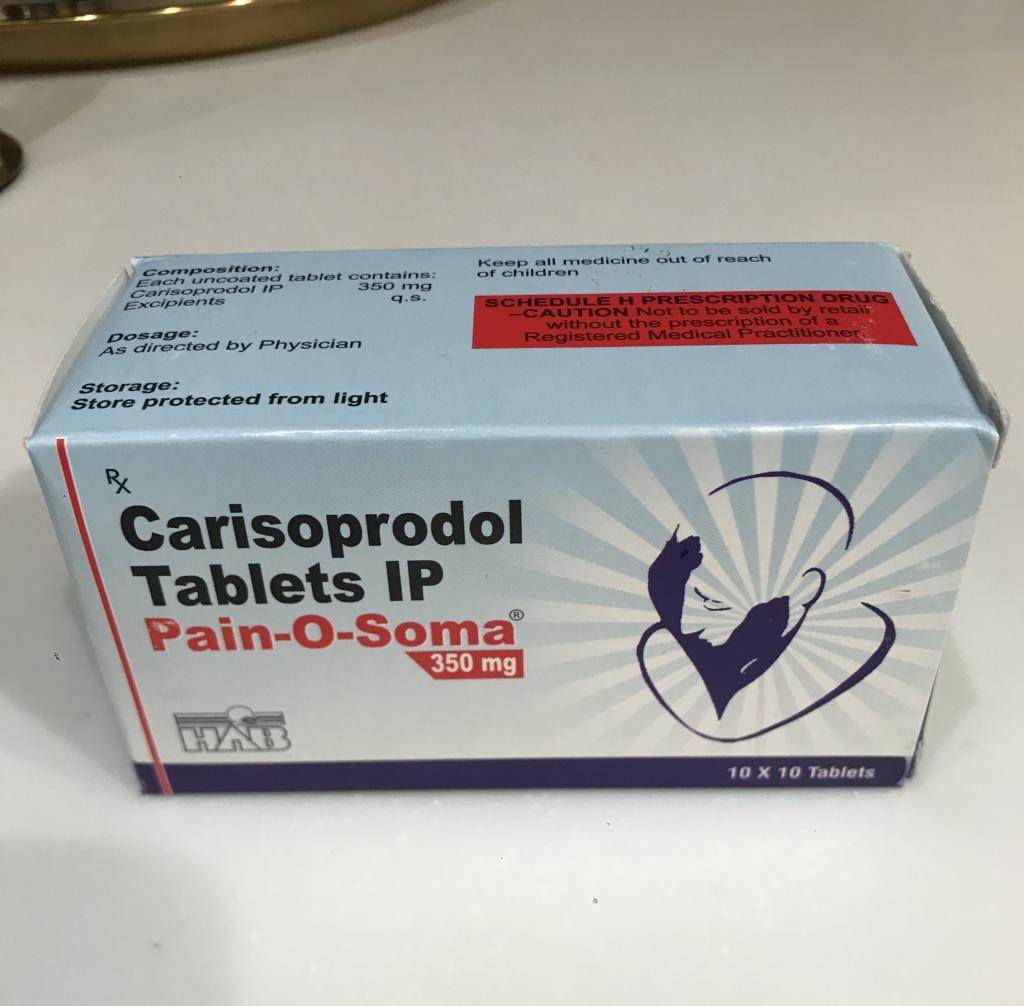 Composition:
Each uncoated tablet contains:
Carisoprodol IP 350 mg
Excipients q.s.
Dosage:
As directed by Physician
Storage:
Store protected from light
Keep all medicine out of reach
of children
SCHEDULE H PRESCRIPTION DRUG
–CAUTION Not to be sold by retail
without the prescription of a
Registered Medical Practitioner.
Rx
Carisoprodol
Tablets IP
Pain-O-Soma®
350 mg
HAB
10 X 10 Tablets